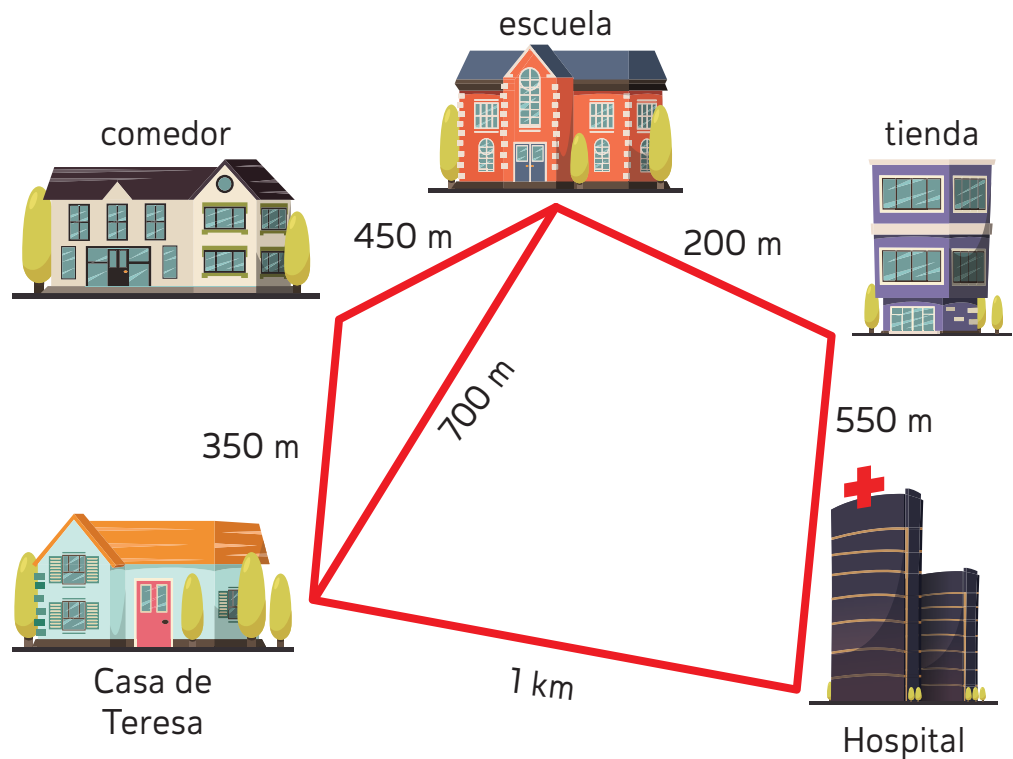 escuela
comedor
tienda
450 m
200 m
700 m
550 m
350 m
Casa de
Teresa
1 km
Hospital